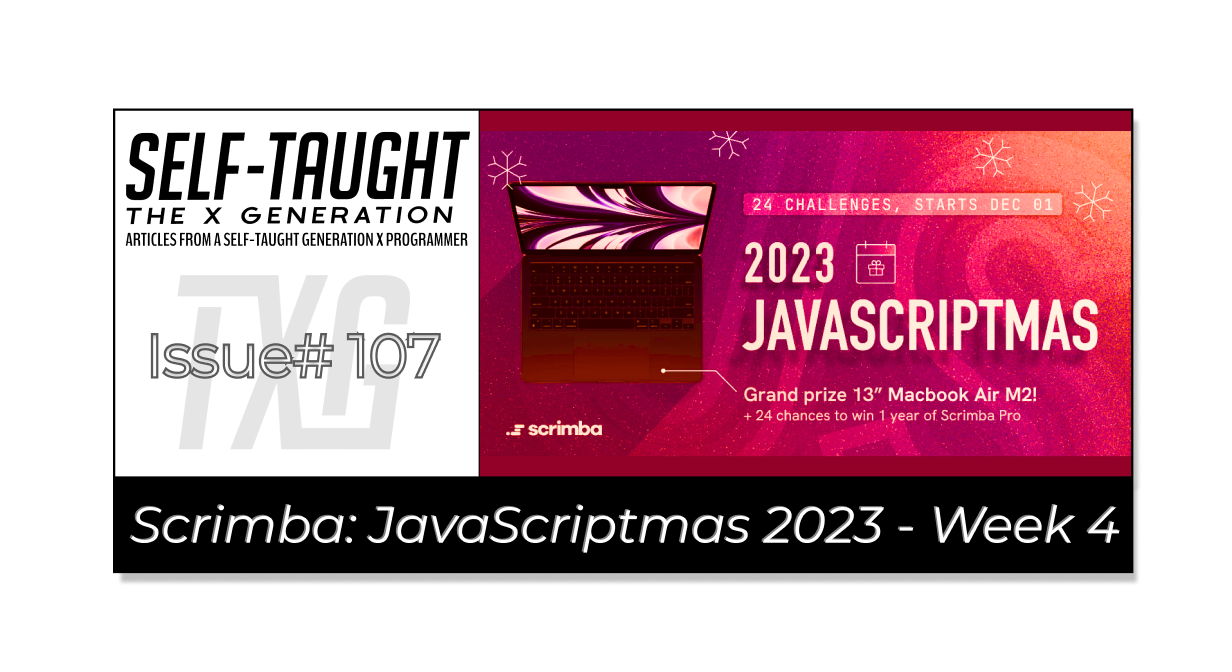 SELF-TAUGHT
THE X GENERATION
ARTICLES FROM A SELF-TAUGHT GENERATION X PROGRAMMER
TXG
Issue# 107
24 CHALLENGES, STARTS DEC 01
2023
JAVASCRIPTMAS
Grand prize 13” Macbook Air M2!
+ 24 chances to win 1 year of Scrimba Pro
scrimba
Scrimba: JavaScriptmas 2023 - Week 4